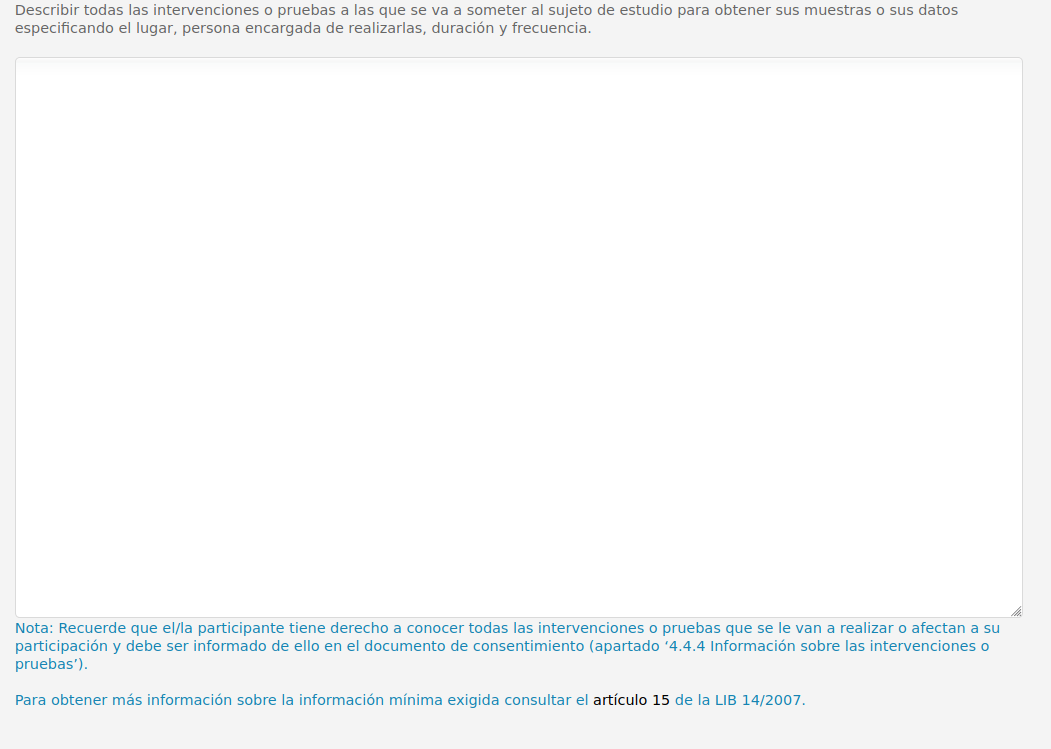 Describir todas las intervenciones o pruebas a las que se va a someter al sujeto de estudio para obtener sus muestras o sus datos
especificando el lugar, persona encargada de realizarlas, duración y frecuencia.
Nota: Recuerde que el/la participante tiene derecho a conocer todas las intervenciones o pruebas que se le van a realizar o afectan a su
participación y debe ser informado de ello en el documento de consentimiento (apartado ‘4.4.4 Información sobre las intervenciones o
pruebas’).
Para obtener más información sobre la información mínima exigida consultar el artículo 15 de la LIB 14/2007.